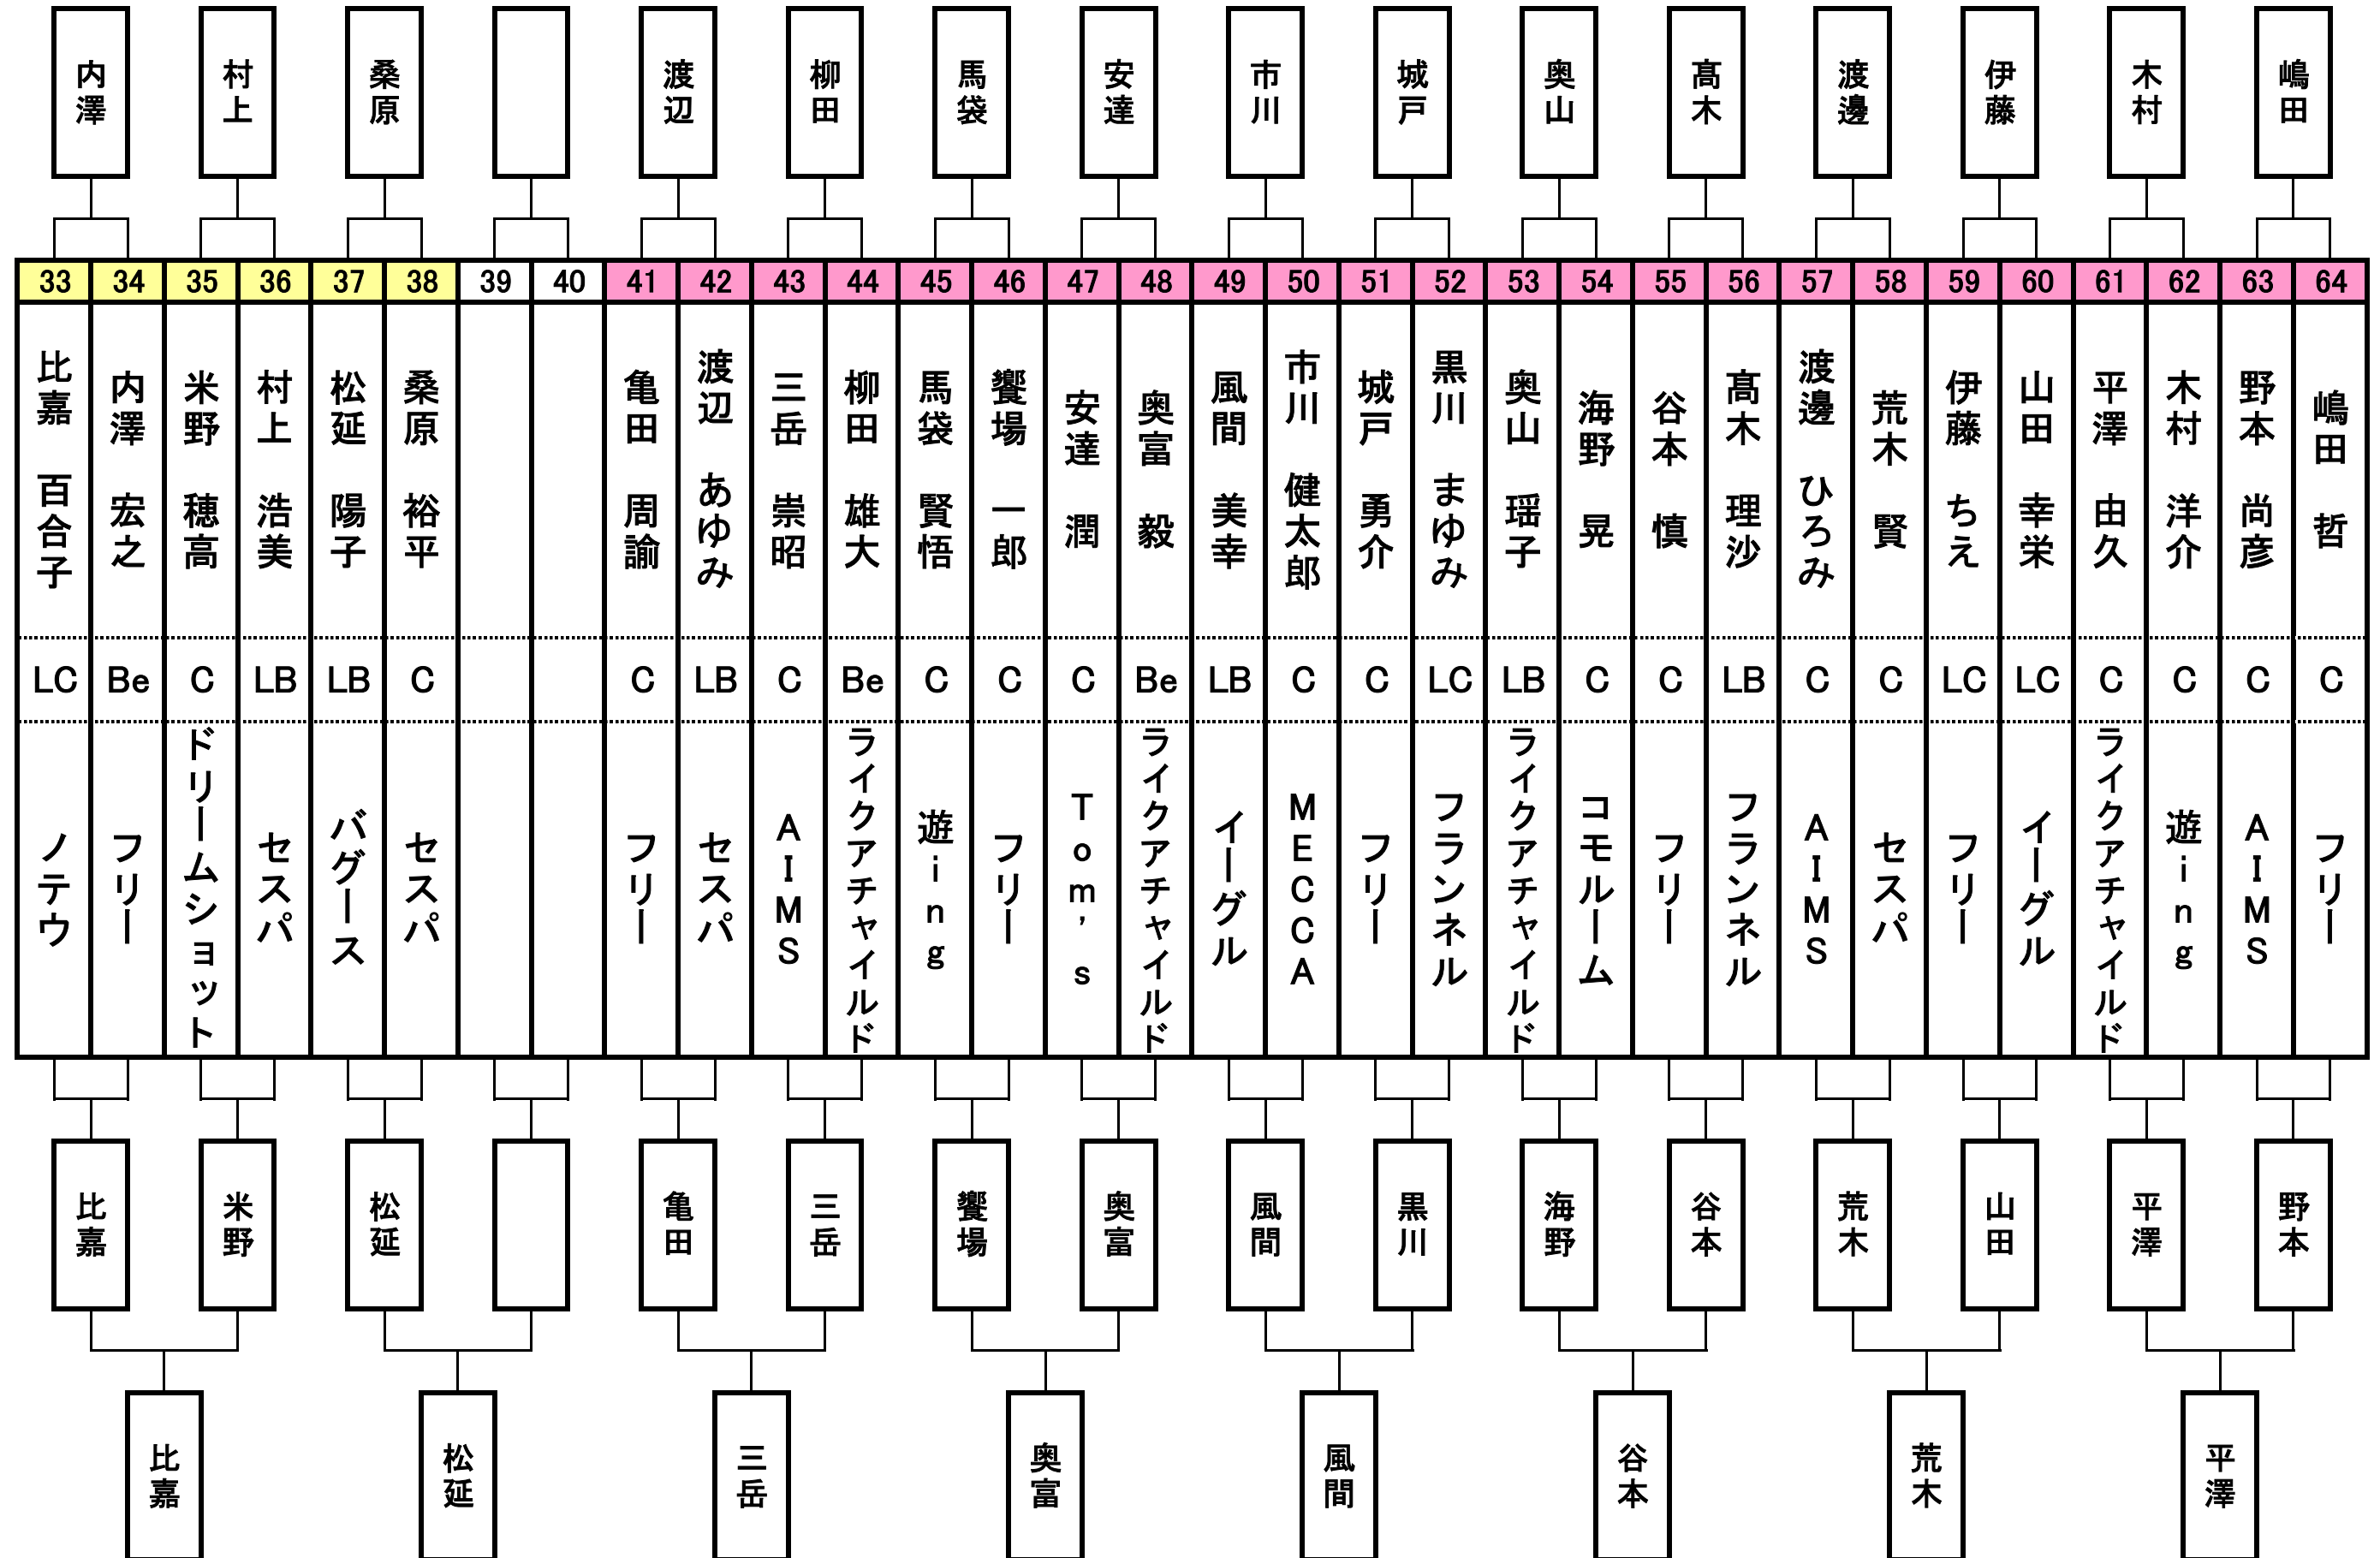 内澤
村上
桑原
渡辺
柳田
馬袋
安達
市川
城戸
奥山
髙木
渡邊
伊藤
木村
嶋田
33 34 35 36 37 38 39 40 41 42 43 44 45 46 47 48 49 50 51 52 53 54 55 56 57 58 59 60 61 62 63 64
比嘉　百合子
内澤　宏之
米野　穂高
村上　浩美
松延　陽子
桑原　裕平
亀田　周諭
渡辺　あゆみ
三岳　崇昭
柳田　雄大
馬袋　賢悟
饗場　一郎
安達　潤
奥富　毅
風間　美幸
市川　健太郎
城戸　勇介
黒川　まゆみ
奥山　瑶子
海野　晃
谷本　慎
髙木　理沙
渡邊　ひろみ
荒木　賢
伊藤　ちえ
山田　幸栄
平澤　由久
木村　洋介
野本　尚彦
嶋田　哲
LC Be C LB LB C C LB C Be C C C Be LB C C LC LB C C LB C C LC LC C C C C
ノテウ
フリー
ドリームショット
セスパ
バグース
セスパ
フリー
セスパ
AIMS
ライクアチャイルド
遊ing
フリー
Tom's
ライクアチャイルド
イーグル
MECCA
フリー
フランネル
ライクアチャイルド
コモルーム
フリー
フランネル
AIMS
セスパ
フリー
イーグル
ライクアチャイルド
遊ing
AIMS
フリー
比嘉
米野
松延
亀田
三岳
饗場
奥富
風間
黒川
海野
谷本
荒木
山田
平澤
野本
比嘉
松延
三岳
奥富
風間
谷本
荒木
平澤